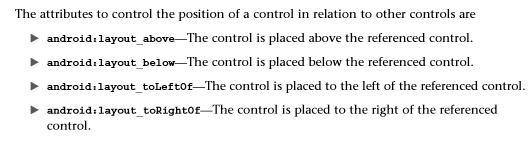 The attributes to control the position of a control in relation to other controls are
▶ android:layout_above—The control is placed above the referenced control.
▶ android:layout_below—The control is placed below the referenced control.
▶ android:layout_toLeftOf—The control is placed to the left of the referenced control.
▶ android:layout_toRightOf—The control is placed to the right of the referenced
control.